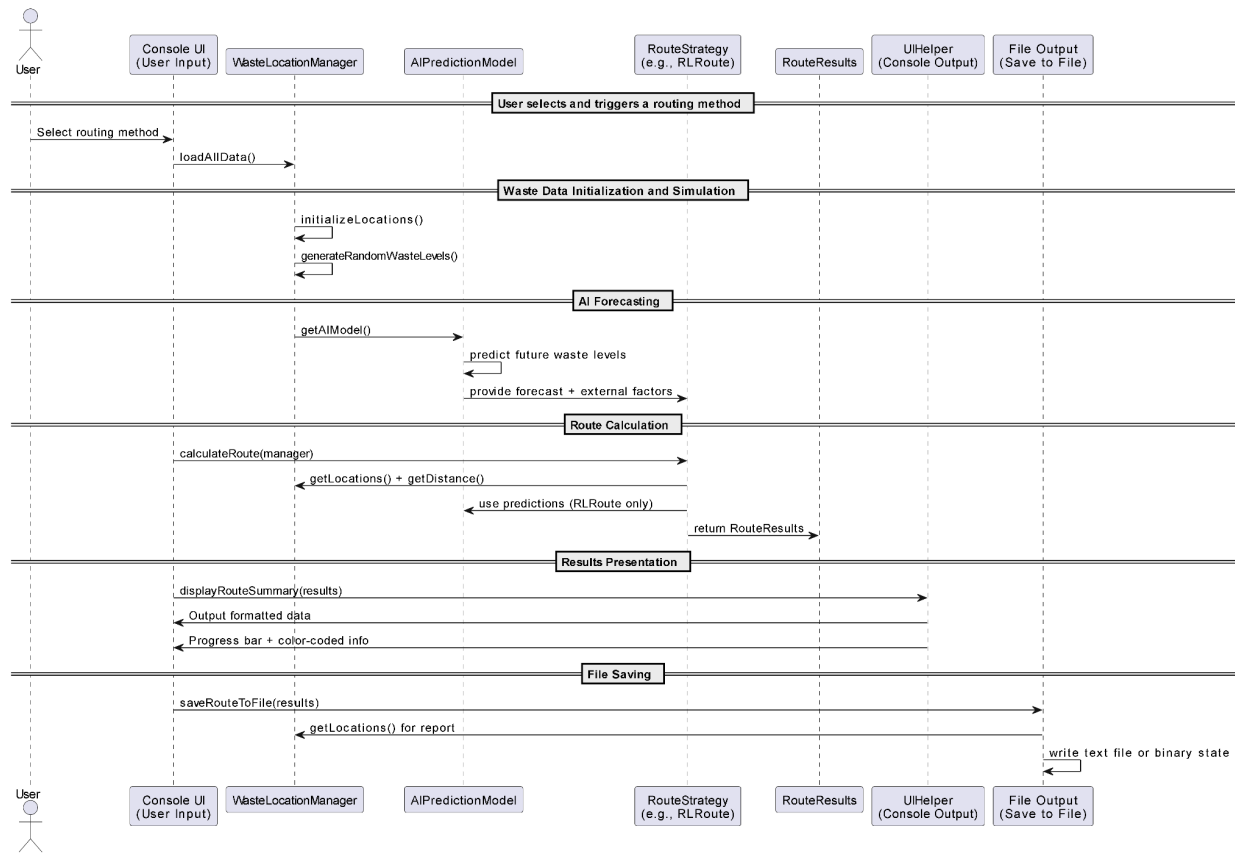 User
Console UI
(User Input)
WasteLocationManager
AIPredictionModel
RouteStrategy
(e.g., RLRoute)
RouteResults
UIHelper
(Console Output)
File Output
(Save to File)
User selects and triggers a routing method
Select routing method
loadAllData()
Waste Data Initialization and Simulation
initializeLocations()
generateRandomWasteLevels()
AI Forecasting
getAIModel()
predict future waste levels
provide forecast + external factors
Route Calculation
calculateRoute(manager)
getLocations() + getDistance()
use predictions (RLRoute only)
return RouteResults
Results Presentation
displayRouteSummary(results)
Output formatted data
Progress bar + color-coded info
File Saving
saveRouteToFile(results)
getLocations() for report
write text file or binary state
User
Console UI
(User Input)
WasteLocationManager
AIPredictionModel
RouteStrategy
(e.g., RLRoute)
RouteResults
UIHelper
(Console Output)
File Output
(Save to File)